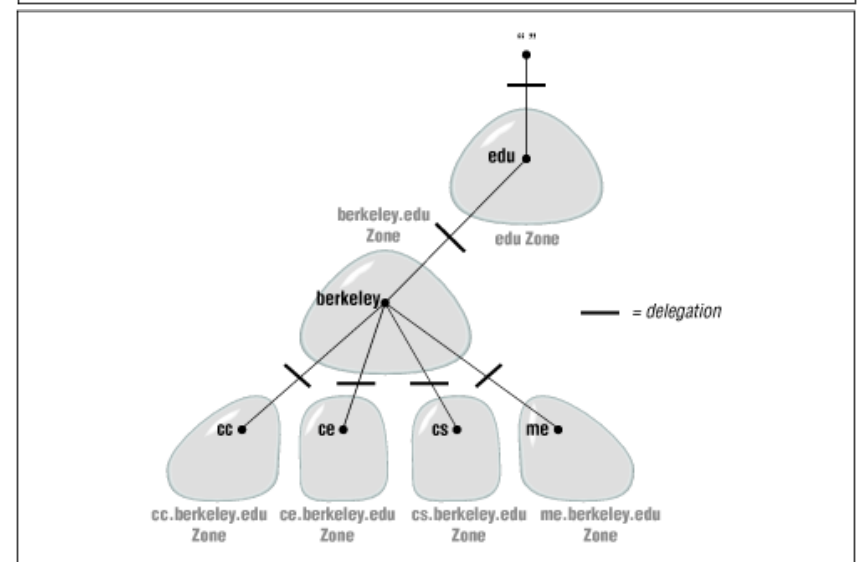 “ ”
edu
berkeley.edu
Zone
edu Zone
berkeley
= delegation
cc
ce
cs
me
cc.berkeley.edu
Zone
ce.berkeley.edu
Zone
cs.berkeley.edu
Zone
me.berkeley.edu
Zone